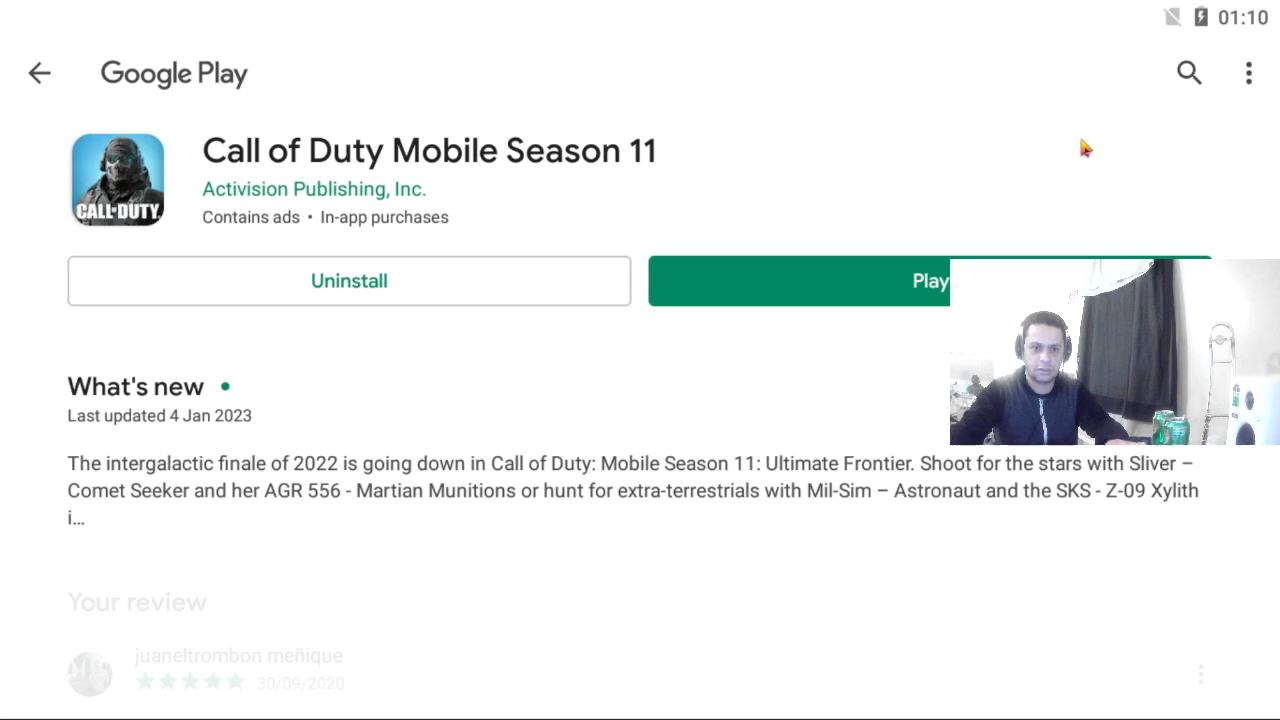 01:10
Google Play
Call of Duty Mobile Season 11
Activision Publishing, Inc.
Contains ads • In-app purchases
CALL OF DUTY
Uninstall
Play
What's new
Last updated 4 Jan 2023
The intergalactic finale of 2022 is going down in Call of Duty: Mobile Season 11: Ultimate Frontier. Shoot for the stars with Sliver –
Comet Seeker and her AGR 556 - Martian Munitions or hunt for extra-terrestrials with Mil-Sim – Astronaut and the SKS - Z-09 Xylith
i...
Your review
juaneltrombon meñique
30/09/2020